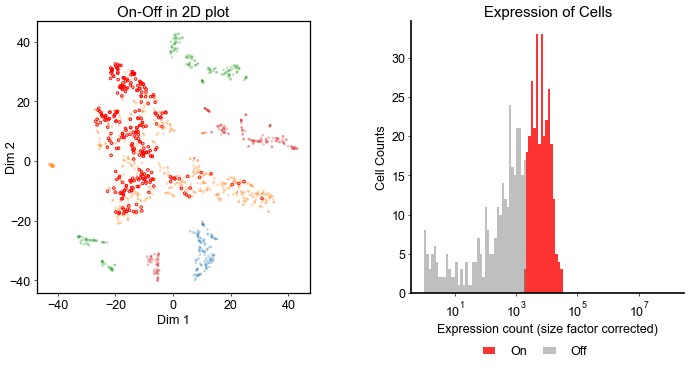 On-Off in 2D plot
Dim 2
40
20
0
−20
−40
−40 −20 0 20 40
Dim 1
Expression of Cells
Cell Counts
30
25
20
15
10
5
0
10^1 10^3 10^5 10^7
Expression count (size factor corrected)
On Off